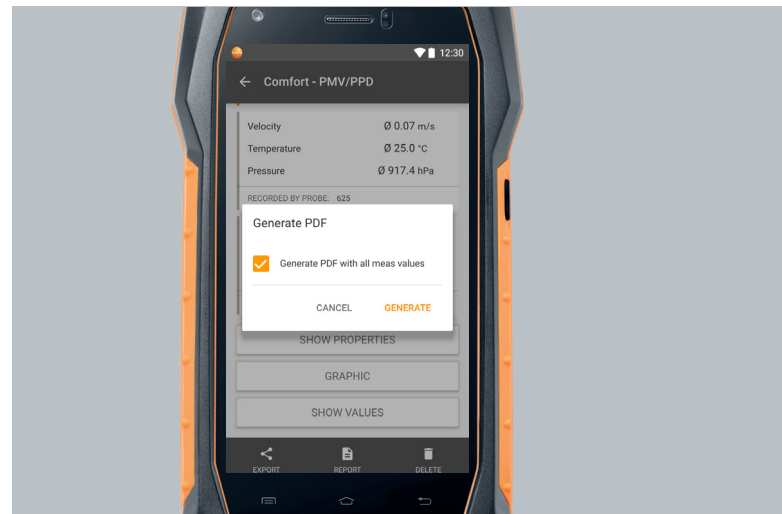 12:30
Comfort - PMV/PPD
Velocity Ø 0.07 m/s
Temperature Ø 25.0 °C
Pressure Ø 917.4 hPa
RECORDED BY PROBE: 625
Generate PDF
Generate PDF with all meas values
CANCEL GENERATE
SHOW PROPERTIES
GRAPHIC
SHOW VALUES
EXPORT REPORT DELETE